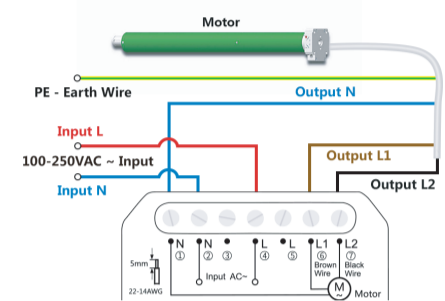 Motor
PE - Earth Wire
Output N
Input L
100-250VAC ~ Input
Output L1
Input N
Output L2
N N L L L1 L2
① ② ③ ④ ⑤ ⑥ ⑦
5mm
Brown Black
Wire Wire
Input AC~
22-14AWG
M
~
Motor